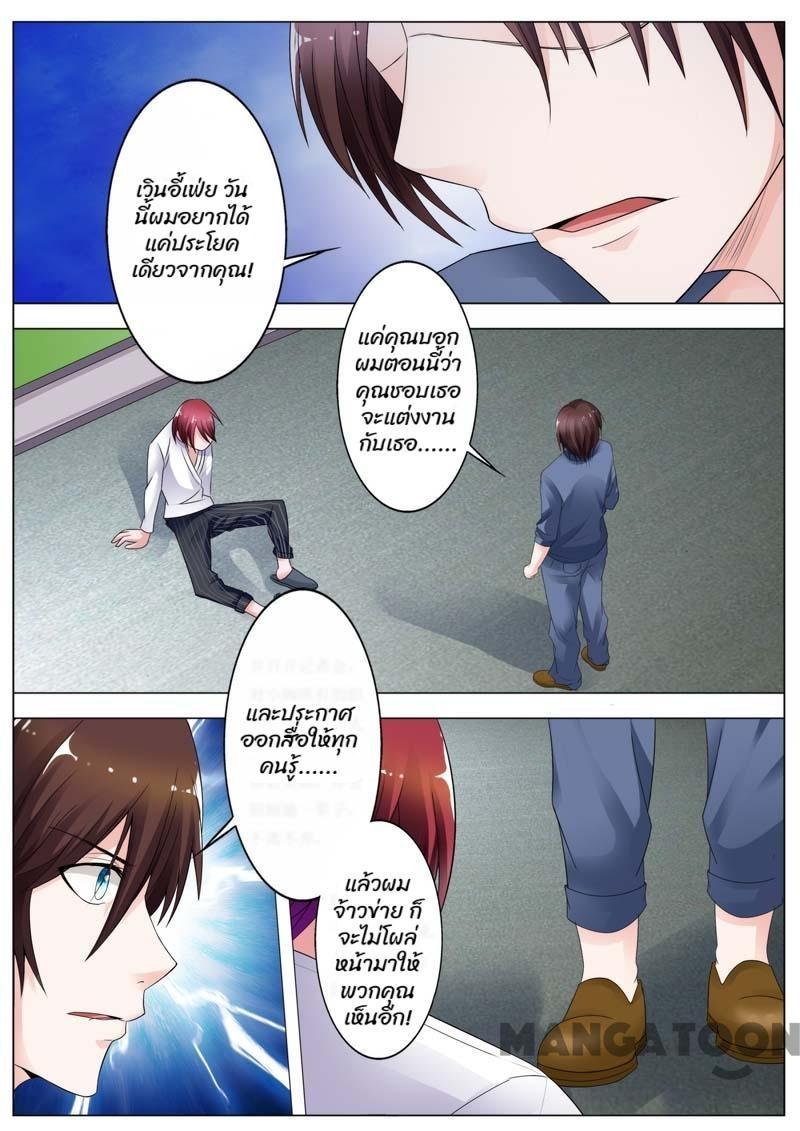 เวินอี้เฟ่ย วัน
นี้ผมอยากได้
แค่ประโยค
เดียวจากคุณ!
แค่คุณบอก
ผมตอนนี้ว่า
คุณชอบเธอ
จะแต่งงาน
กับเธอ......
และประกาศ
ออกสื่อให้ทุก
คนรู้......
แล้วผม
จ้าวข่าย ก็
จะไม่โผล่
หน้ามาให้
พวกคุณ
เห็นอีก!
MANGATOON